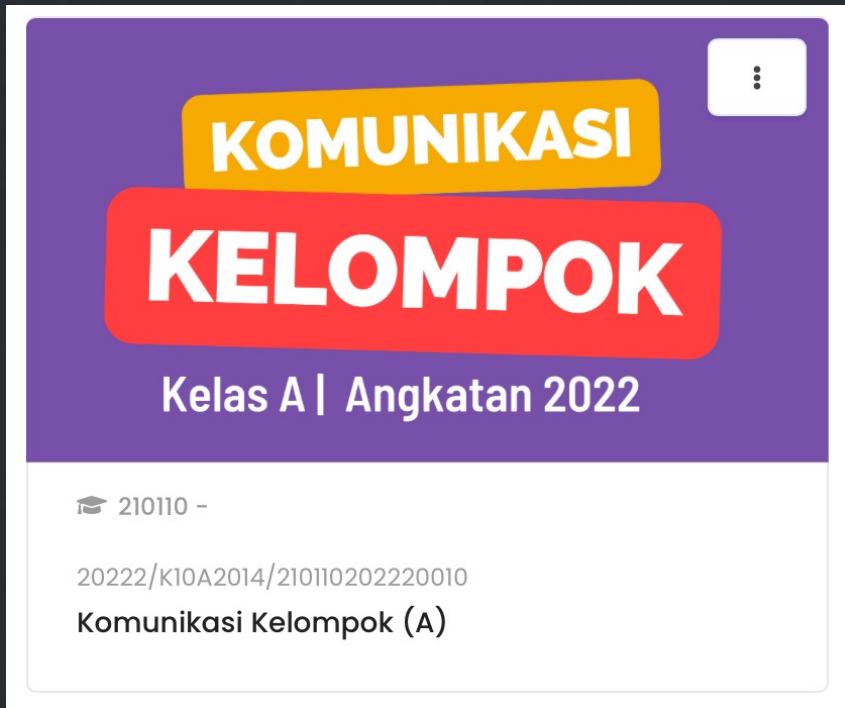 KOMUNIKASI
KELOMPOK
Kelas A | Angkatan 2022
210110 -
20222/K10A2014/210110202220010
Komunikasi Kelompok (A)